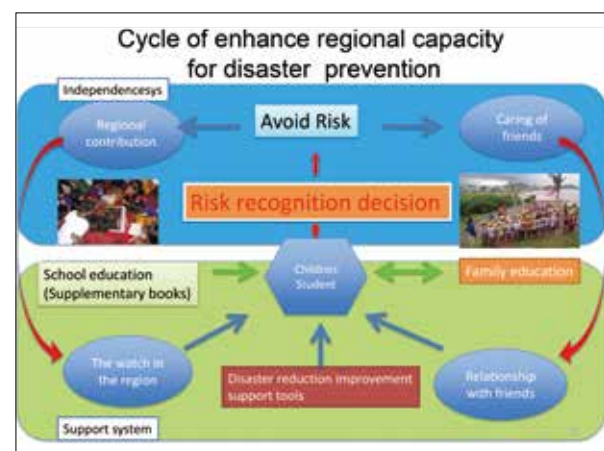 Cycle of enhance regional capacity
for disaster prevention
Independencesys
Regional
contribution
Avoid Risk
Caring of
friends
Risk recognition decision
School education
(Supplementary books)
Children
Student
Family education
The watch in
the region
Disaster reduction improvement
support tools
Relationship
with friends
Support system